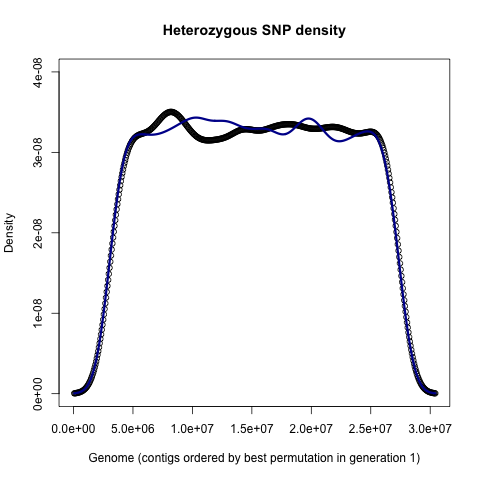 Heterozygous SNP density
Density
4e-08
3e-08
2e-08
1e-08
0e+00
0.0e+00 5.0e+06 1.0e+07 1.5e+07 2.0e+07 2.5e+07 3.0e+07
Genome (contigs ordered by best permutation in generation 1)